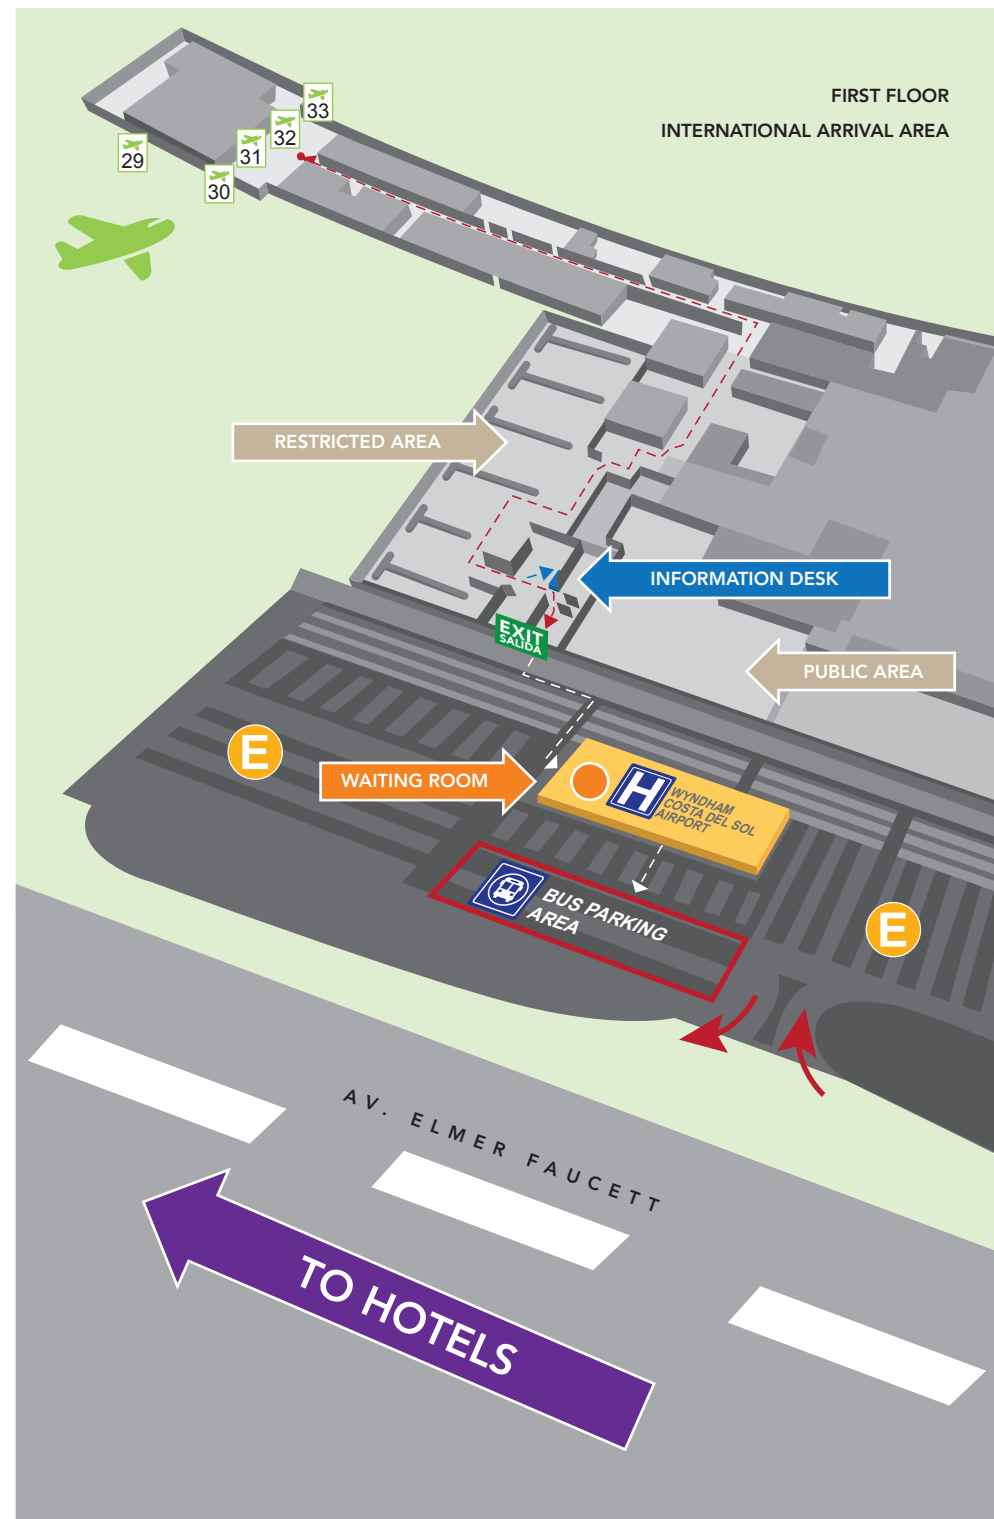 FIRST FLOOR
INTERNATIONAL ARRIVAL AREA
33
32
31
29
30
RESTRICTED AREA
INFORMATION DESK
EXIT
SALIDA
PUBLIC AREA
E
WAITING ROOM
H
WYNDHAM
COSTA DEL SOL
AIRPORT
BUS PARKING
AREA
E
AV. ELMER FAUCETT
TO HOTELS